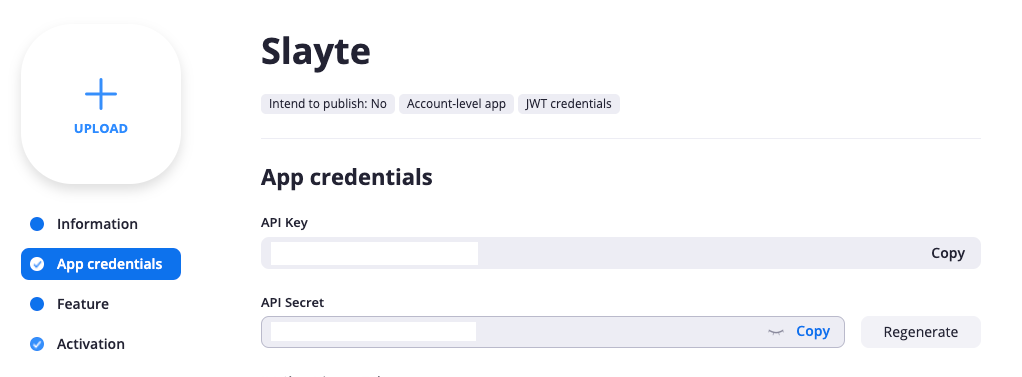 Slayte
UPLOAD
Intend to publish: No
Account-level app
JWT credentials
App credentials
Information
App credentials
Feature
Activation
API Key
Copy
API Secret
Copy
Regenerate